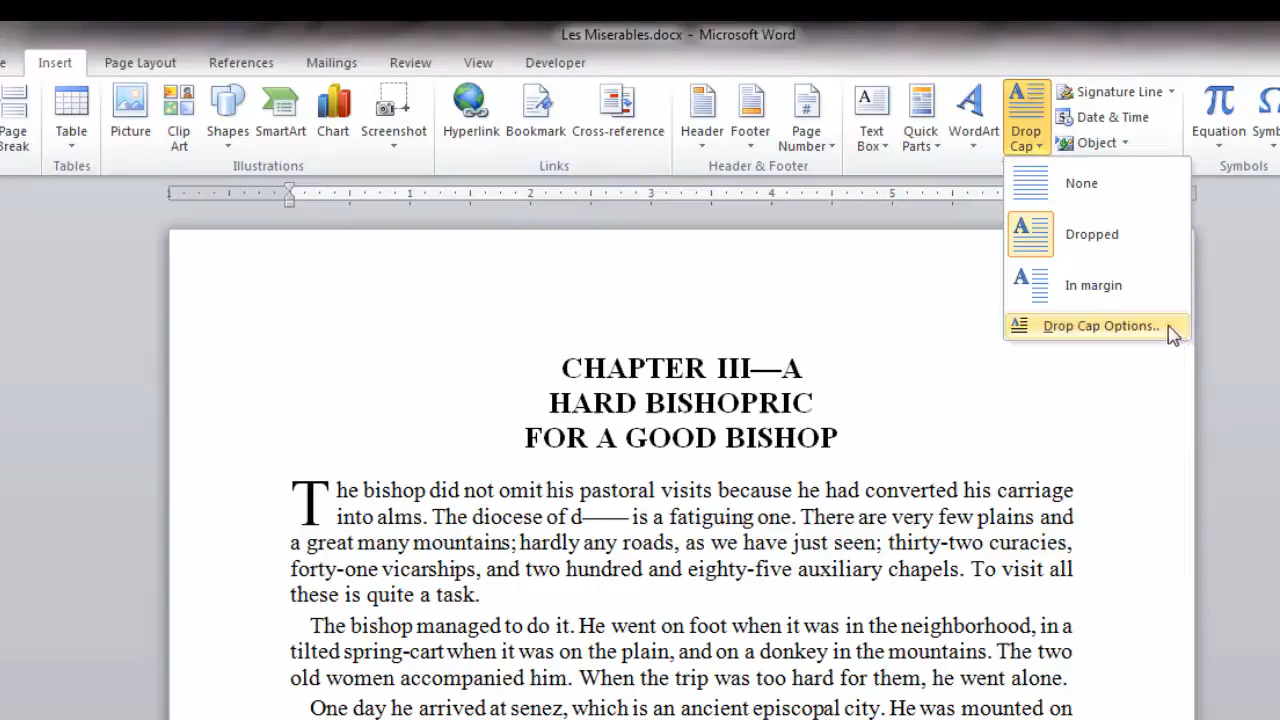 Les Miserables.docx - Microsoft Word
e Insert Page Layout References Mailings Review View Developer
Page Break
Table
Picture
Clip Art
Shapes
SmartArt
Chart
Screenshot
Hyperlink
Bookmark
Cross-reference
Header
Footer
Page Number
Text Box
Quick Parts
WordArt
Drop Cap
Signature Line
Date & Time
Object
π
Equation
Ω
Symb
Tables Illustrations Links Header & Footer Symbols
None
Dropped
In margin
Drop Cap Options..
1 2 3 4 5
CHAPTER III—A
HARD BISHOPRIC
FOR A GOOD BISHOP
The bishop did not omit his pastoral visits because he had converted his carriage
into alms. The diocese of d—— is a fatiguing one. There are very few plains and
a great many mountains; hardly any roads, as we have just seen; thirty-two curacies,
forty-one vicarships, and two hundred and eighty-five auxiliary chapels. To visit all
these is quite a task.
The bishop managed to do it. He went on foot when it was in the neighborhood, in a
tilted spring-cart when it was on the plain, and on a donkey in the mountains. The two
old women accompanied him. When the trip was too hard for them, he went alone.
One day he arrived at senez, which is an ancient episcopal city. He was mounted on